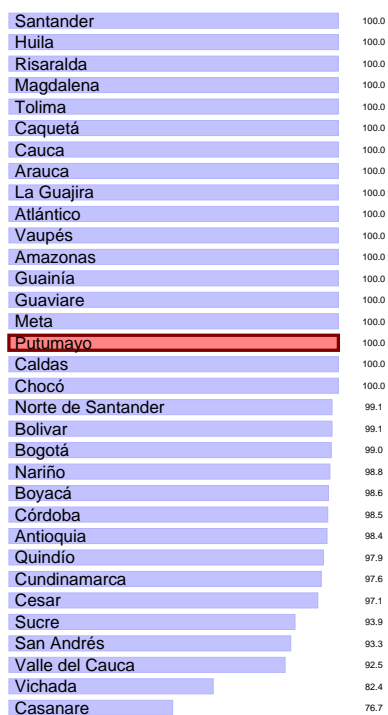 Santander 100.0
Huila 100.0
Risaralda 100.0
Magdalena 100.0
Tolima 100.0
Caquetá 100.0
Cauca 100.0
Arauca 100.0
La Guajira 100.0
Atlántico 100.0
Vaupés 100.0
Amazonas 100.0
Guainía 100.0
Guaviare 100.0
Meta 100.0
Putumayo 100.0
Caldas 100.0
Chocó 100.0
Norte de Santander 99.1
Bolivar 99.1
Bogotá 99.0
Nariño 98.8
Boyacá 98.6
Córdoba 98.5
Antioquia 98.4
Quindío 97.9
Cundinamarca 97.6
Cesar 97.1
Sucre 93.9
San Andrés 93.3
Valle del Cauca 92.5
Vichada 82.4
Casanare 76.7